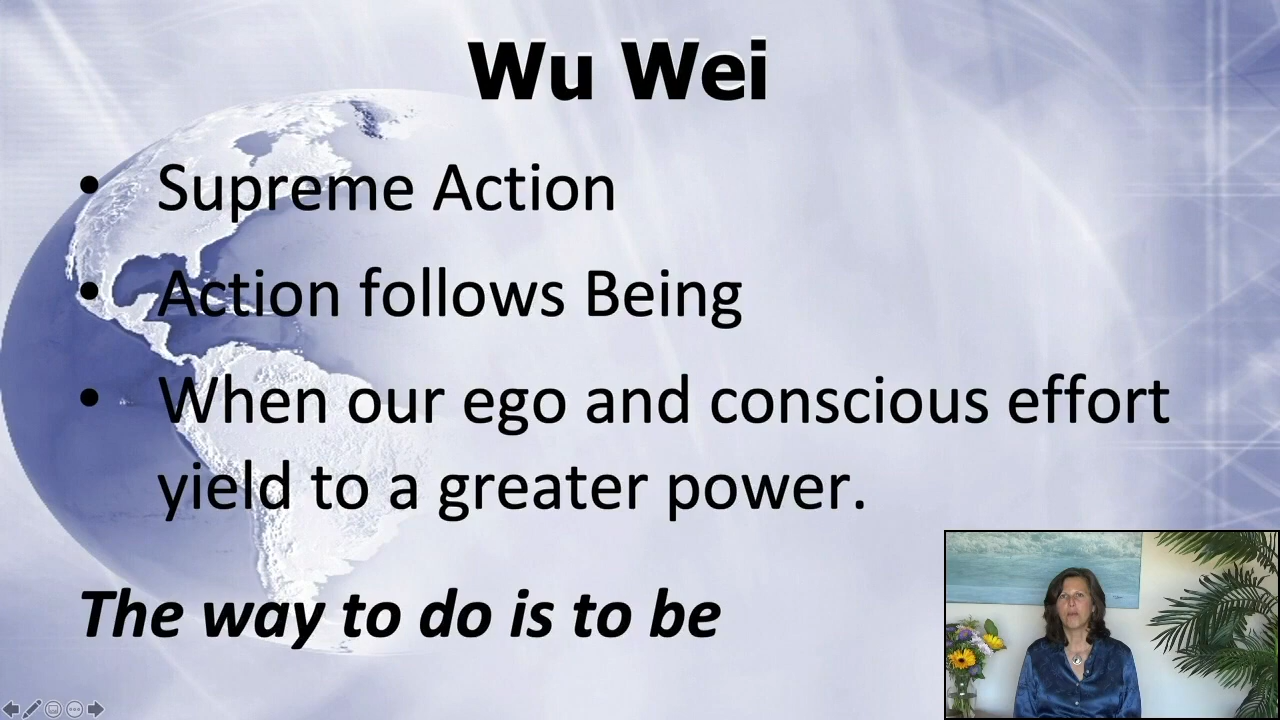 Wu Wei
• Supreme Action
• Action follows Being
• When our ego and conscious effort
yield to a greater power.
The way to do is to be